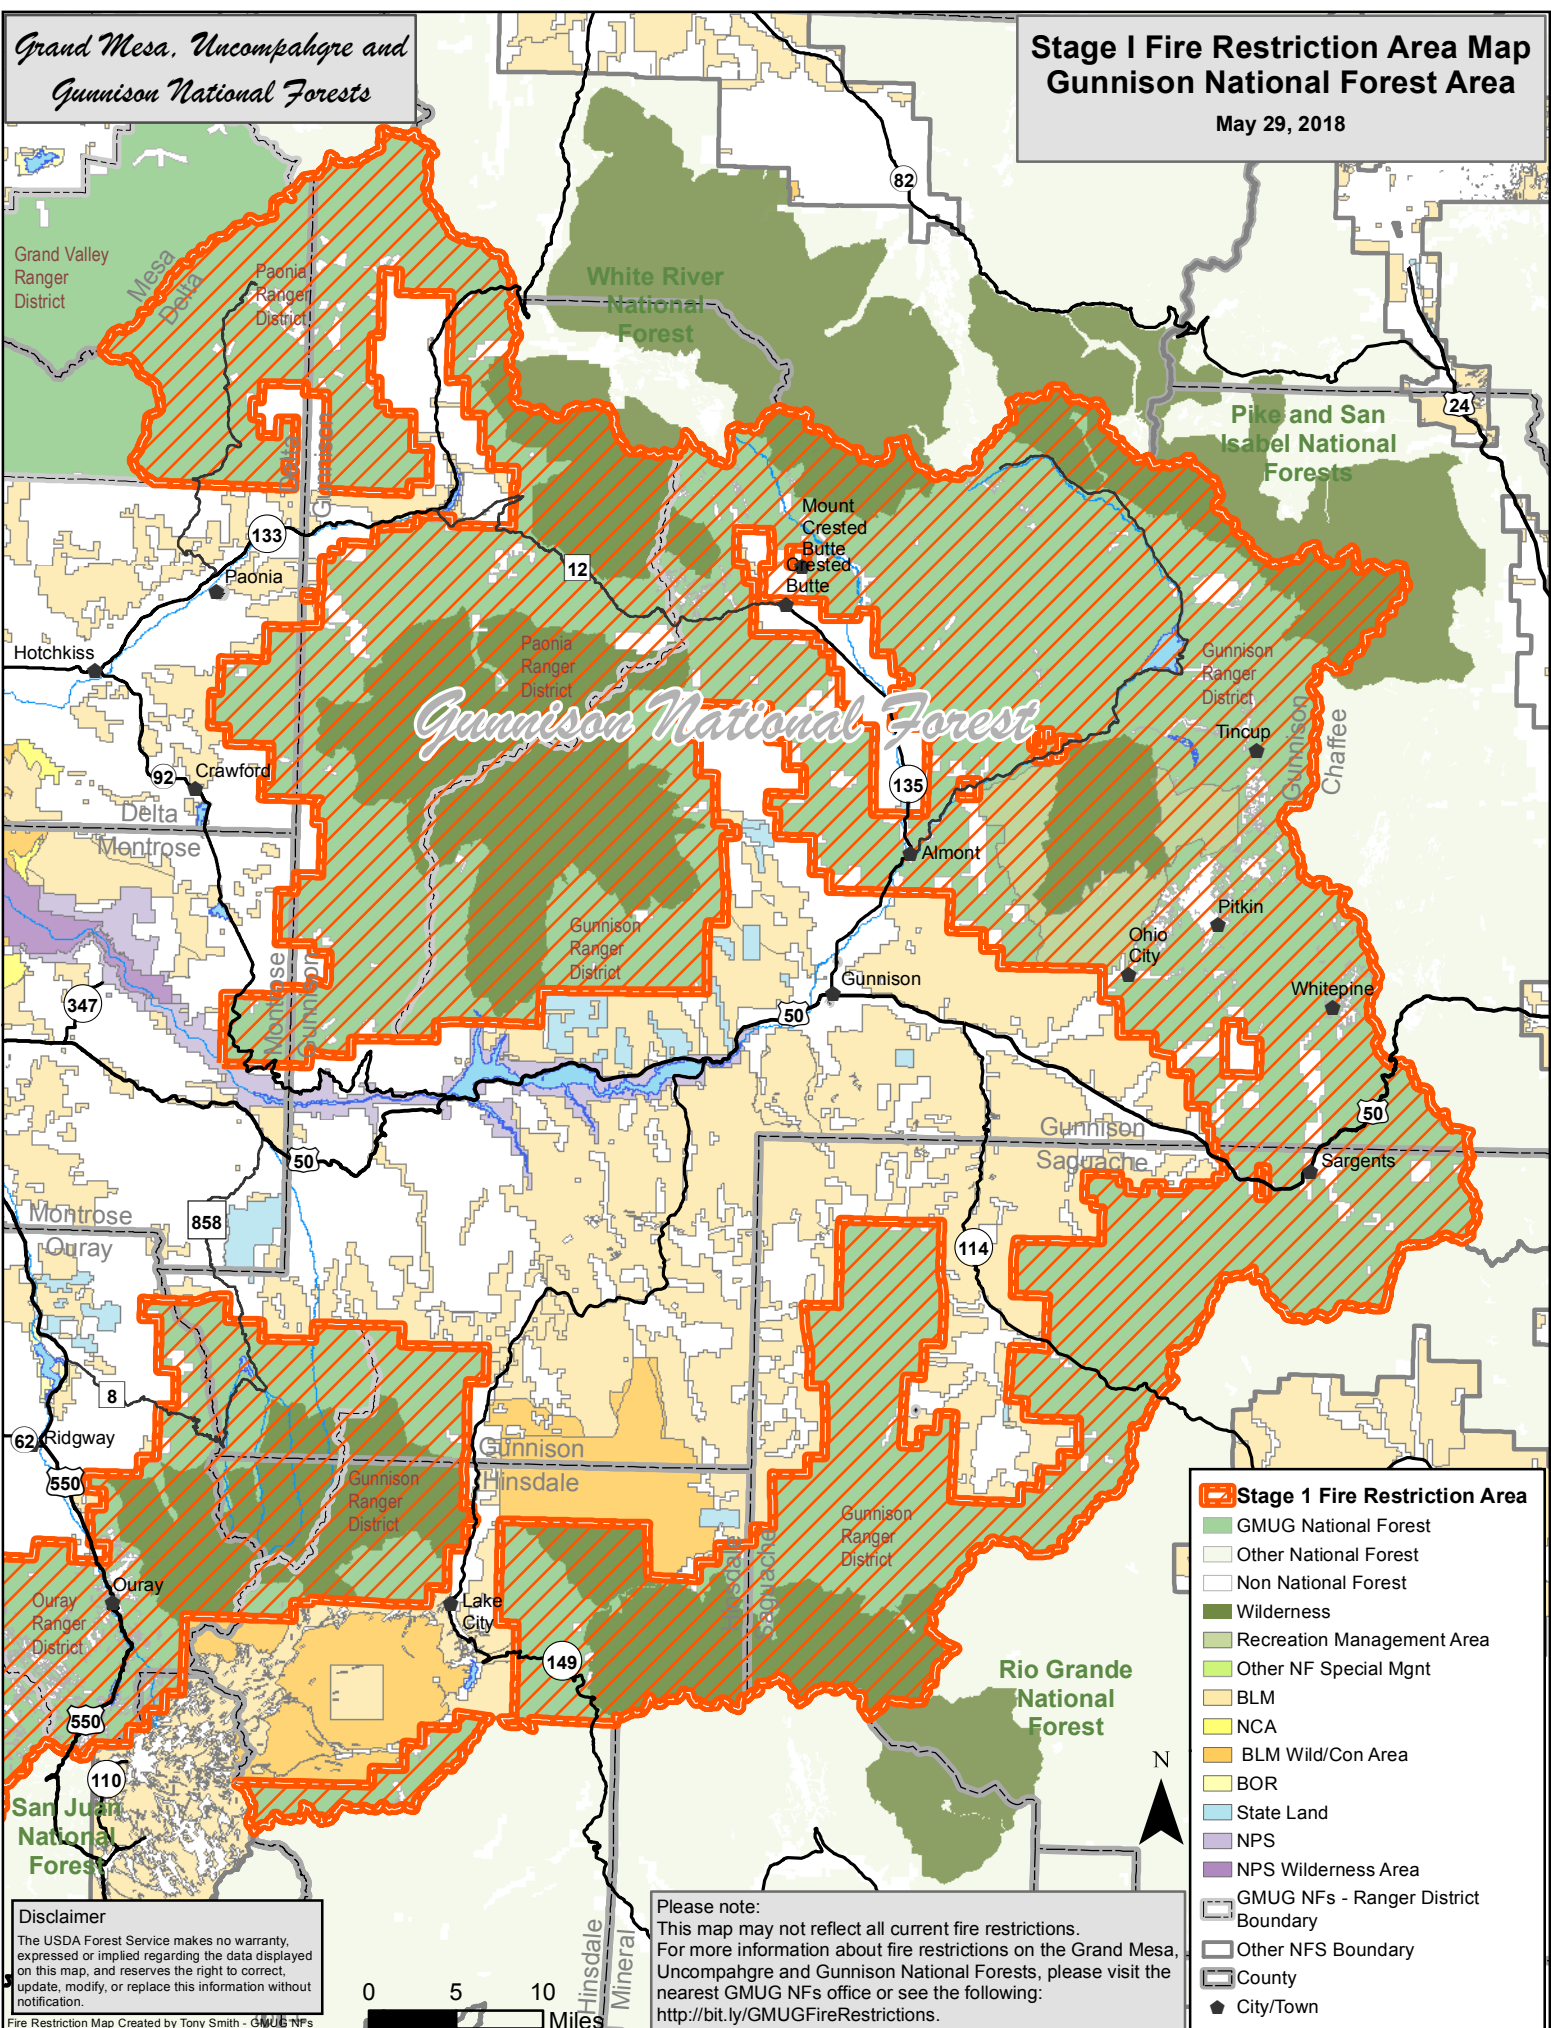 Grand Mesa, Uncompahgre and
Gunnison National Forests
Stage I Fire Restriction Area Map
Gunnison National Forest Area
May 29, 2018
82
Grand Valley
Ranger
District
Mesa
Delta
Paonia
Ranger
District
White River
National
Forest
24
Pike and San
Isabel National
Forests
Delta
Gunnison
133
Mount
Crested
Butte
Crested
Butte
12
Paonia
Hotchkiss
Paonia
Ranger
District
Gunnison
Ranger
District
Gunnison National Forest
Tincup
Gunnison
Chaffee
92
Crawford
135
Delta
Montrose
Almont
Pitkin
Gunnison
Ranger
District
Ohio
City
Montrose
Gunnison
Gunnison
Whitepine
347
50
50
Gunnison
Saguache
Sargents
50
Montrose
Ouray
858
114
8
62
Ridgway
Gunnison
Hinsdale
550
Gunnison
Ranger
District
Gunnison
Ranger
District
Hinsdale
Saguache
Ouray
Ouray
Ranger
District
Lake
City
149
Rio Grande
National
Forest
550
110
San Juan
National
Forest
N
Stage 1 Fire Restriction Area
GMUG National Forest
Other National Forest
Non National Forest
Wilderness
Recreation Management Area
Other NF Special Mgnt
BLM
NCA
BLM Wild/Con Area
BOR
State Land
NPS
NPS Wilderness Area
GMUG NFs - Ranger District
Boundary
Other NFS Boundary
County
City/Town
Disclaimer
The USDA Forest Service makes no warranty,
expressed or implied regarding the data displayed
on this map, and reserves the right to correct,
update, modify, or replace this information without
notification.
Fire Restriction Map Created by Tony Smith - GMUG NFs
0 5 10
Miles
Hinsdale
Mineral
Please note:
This map may not reflect all current fire restrictions.
For more information about fire restrictions on the Grand Mesa,
Uncompahgre and Gunnison National Forests, please visit the
nearest GMUG NFs office or see the following:
http://bit.ly/GMUGFireRestrictions.